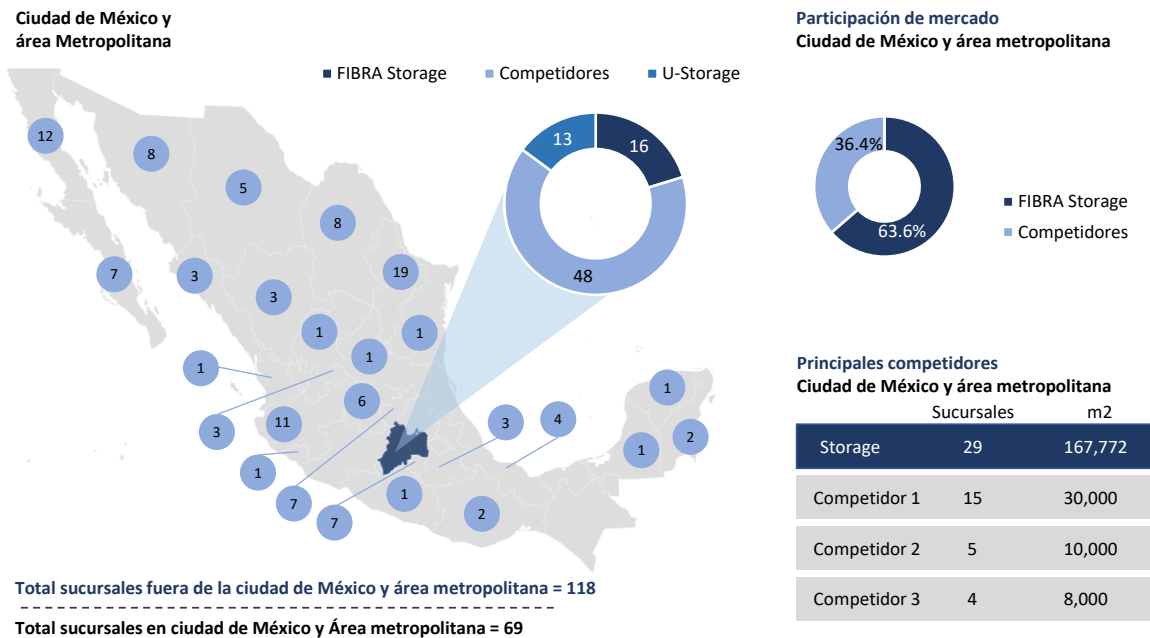 Ciudad de México y
área Metropolitana
FIBRA Storage
Competidores
U-Storage
13
16
48
12
8
5
8
7
3
3
19
1
1
1
1
6
3
11
1
7
7
1
3
4
2
1
1
2
Total sucursales fuera de la ciudad de México y área metropolitana = 118
Total sucursales en ciudad de México y Área metropolitana = 69
Participación de mercado
Ciudad de México y área metropolitana
36.4%
63.6%
FIBRA Storage
Competidores
Principales competidores
Ciudad de México y área metropolitana
Sucursales m2
Storage 29 167,772
Competidor 1 15 30,000
Competidor 2 5 10,000
Competidor 3 4 8,000